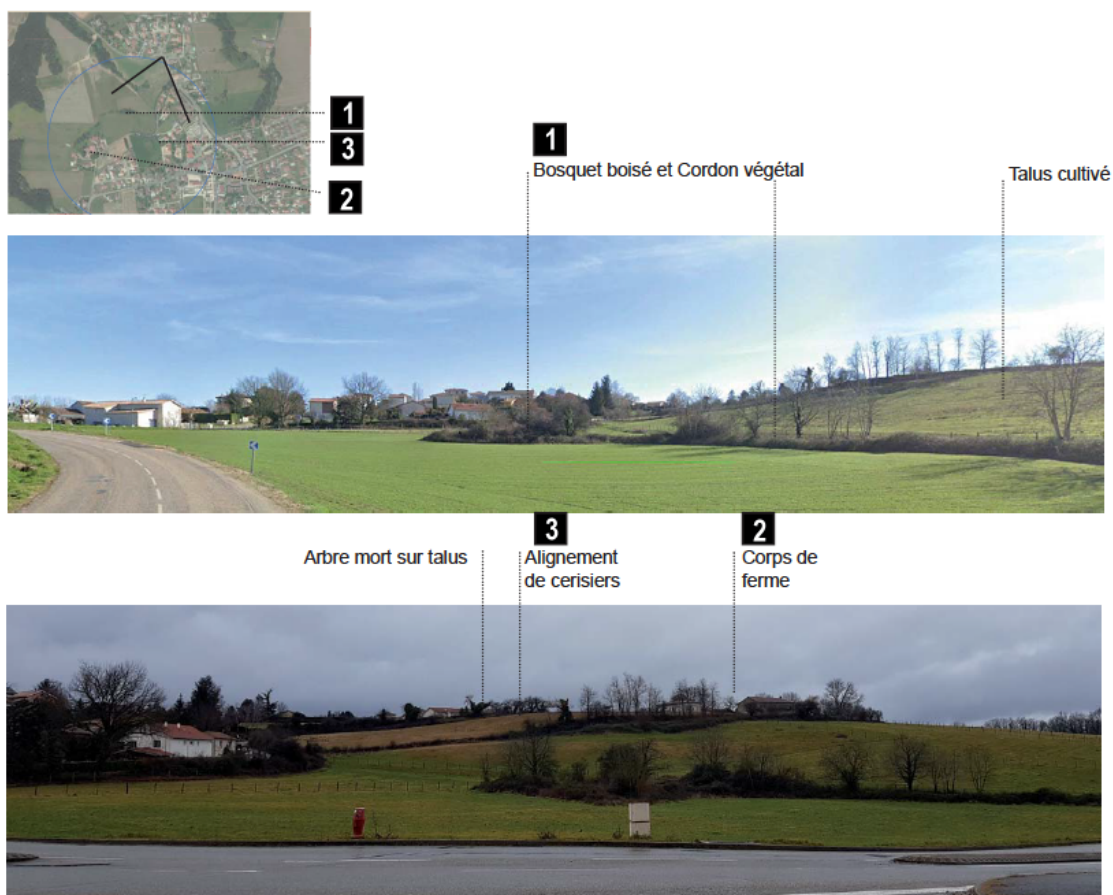 1
3
2
1
Bosquet boisé et Cordon végétal
Talus cultivé
3
2
Arbre mort sur talus
Alignement
de cerisiers
Corps de
ferme